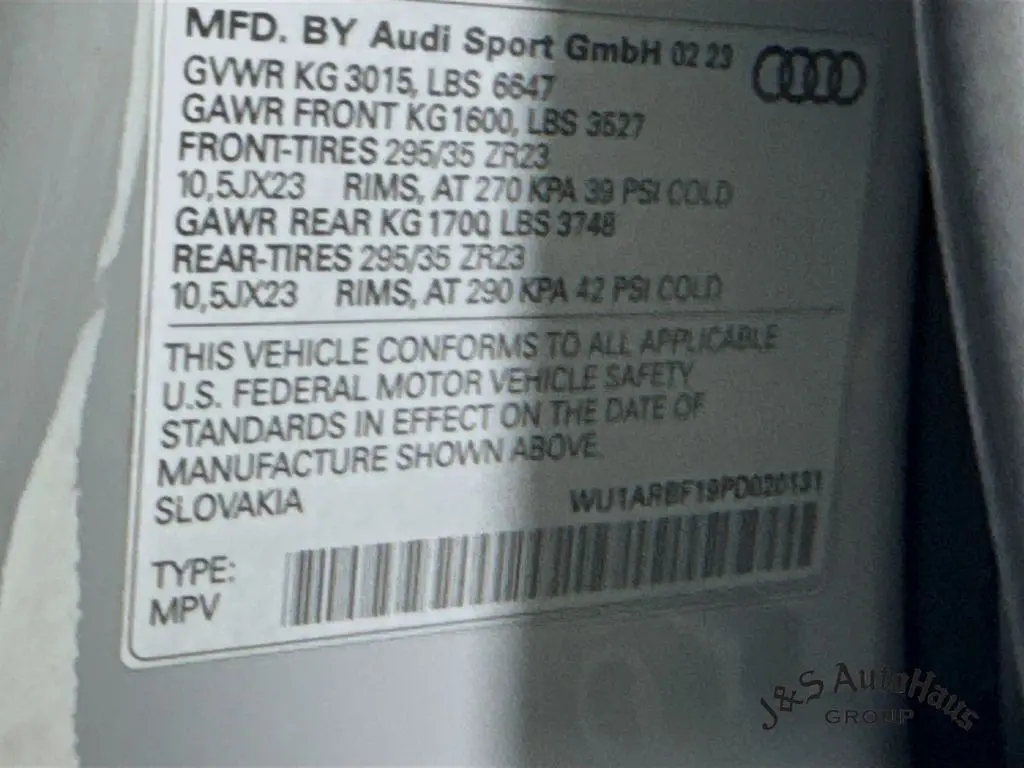 MFD. BY Audi Sport GmbH 02 23
GVWR KG 3015, LBS 6647
GAWR FRONT KG 1600, LBS 3527
FRONT-TIRES 295/35 ZR23
10,5JX23 RIMS, AT 270 KPA 39 PSI COLD
GAWR REAR KG 1700, LBS 3748
REAR-TIRES 295/35 ZR23
10,5JX23 RIMS, AT 290 KPA 42 PSI COLD
THIS VEHICLE CONFORMS TO ALL APPLICABLE
U.S. FEDERAL MOTOR VEHICLE SAFETY
STANDARDS IN EFFECT ON THE DATE OF
MANUFACTURE SHOWN ABOVE.
SLOVAKIA WU1ARBF19PD020131
TYPE:
MPV
J&S AutoHaus
GROUP